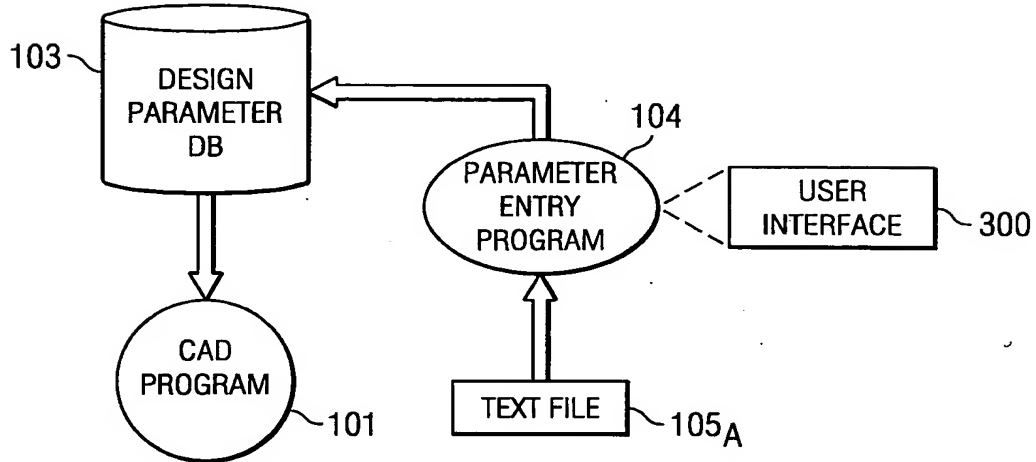 103
DESIGN
PARAMETER
DB
104
PARAMETER
ENTRY
PROGRAM
USER
INTERFACE
300
CAD
PROGRAM
101
TEXT FILE
105A